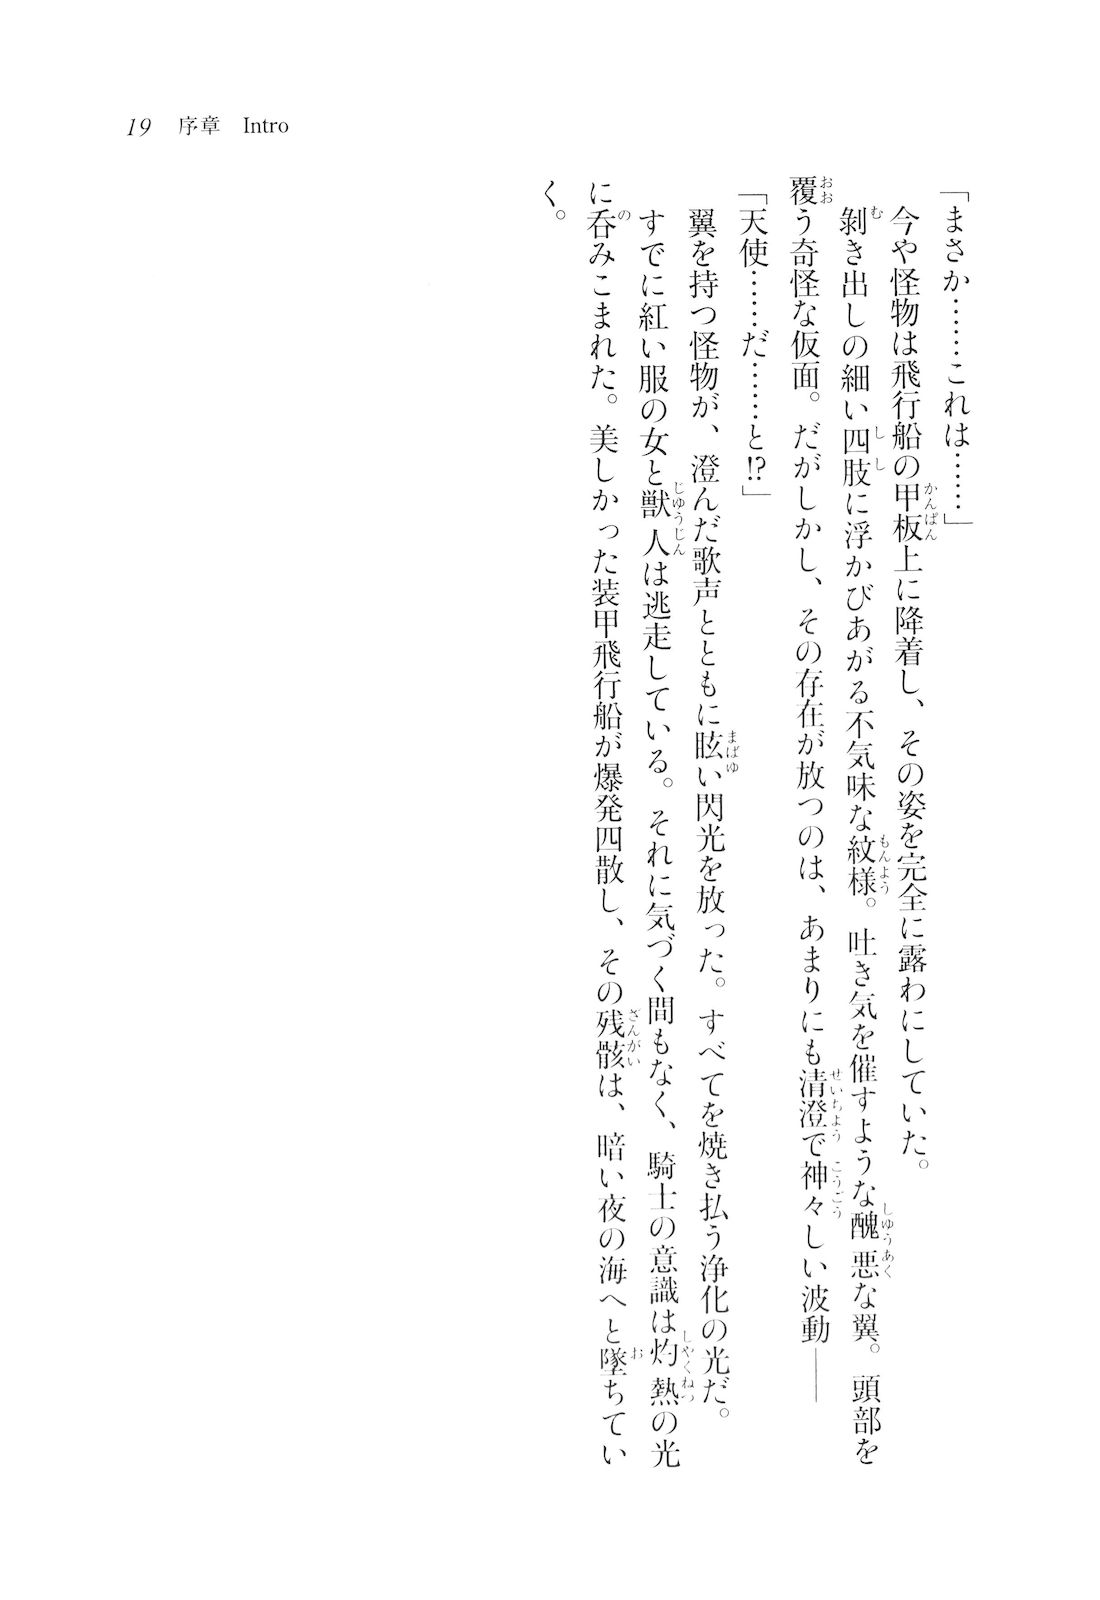 19　序章　Intro
「まさか……これは……」
　今や怪物は飛行船の甲板上に降着し、その姿を完全に露わにしていた。
　剝き出しの細い四肢に浮かびあがる不気味な紋様。吐き気を催すような醜悪な翼。頭部を
覆う奇怪な仮面。だがしかし、その存在が放つのは、あまりにも清澄で神々しい波動――
「天使……だ……と!?」
　翼を持つ怪物が、澄んだ歌声とともに眩い閃光を放った。すべてを焼き払う浄化の光だ。
　すでに紅い服の女と獣人は逃走している。それに気づく間もなく、騎士の意識は灼熱の光
に吞みこまれた。美しかった装甲飛行船が爆発四散し、その残骸は、暗い夜の海へと墜ちてい
く。